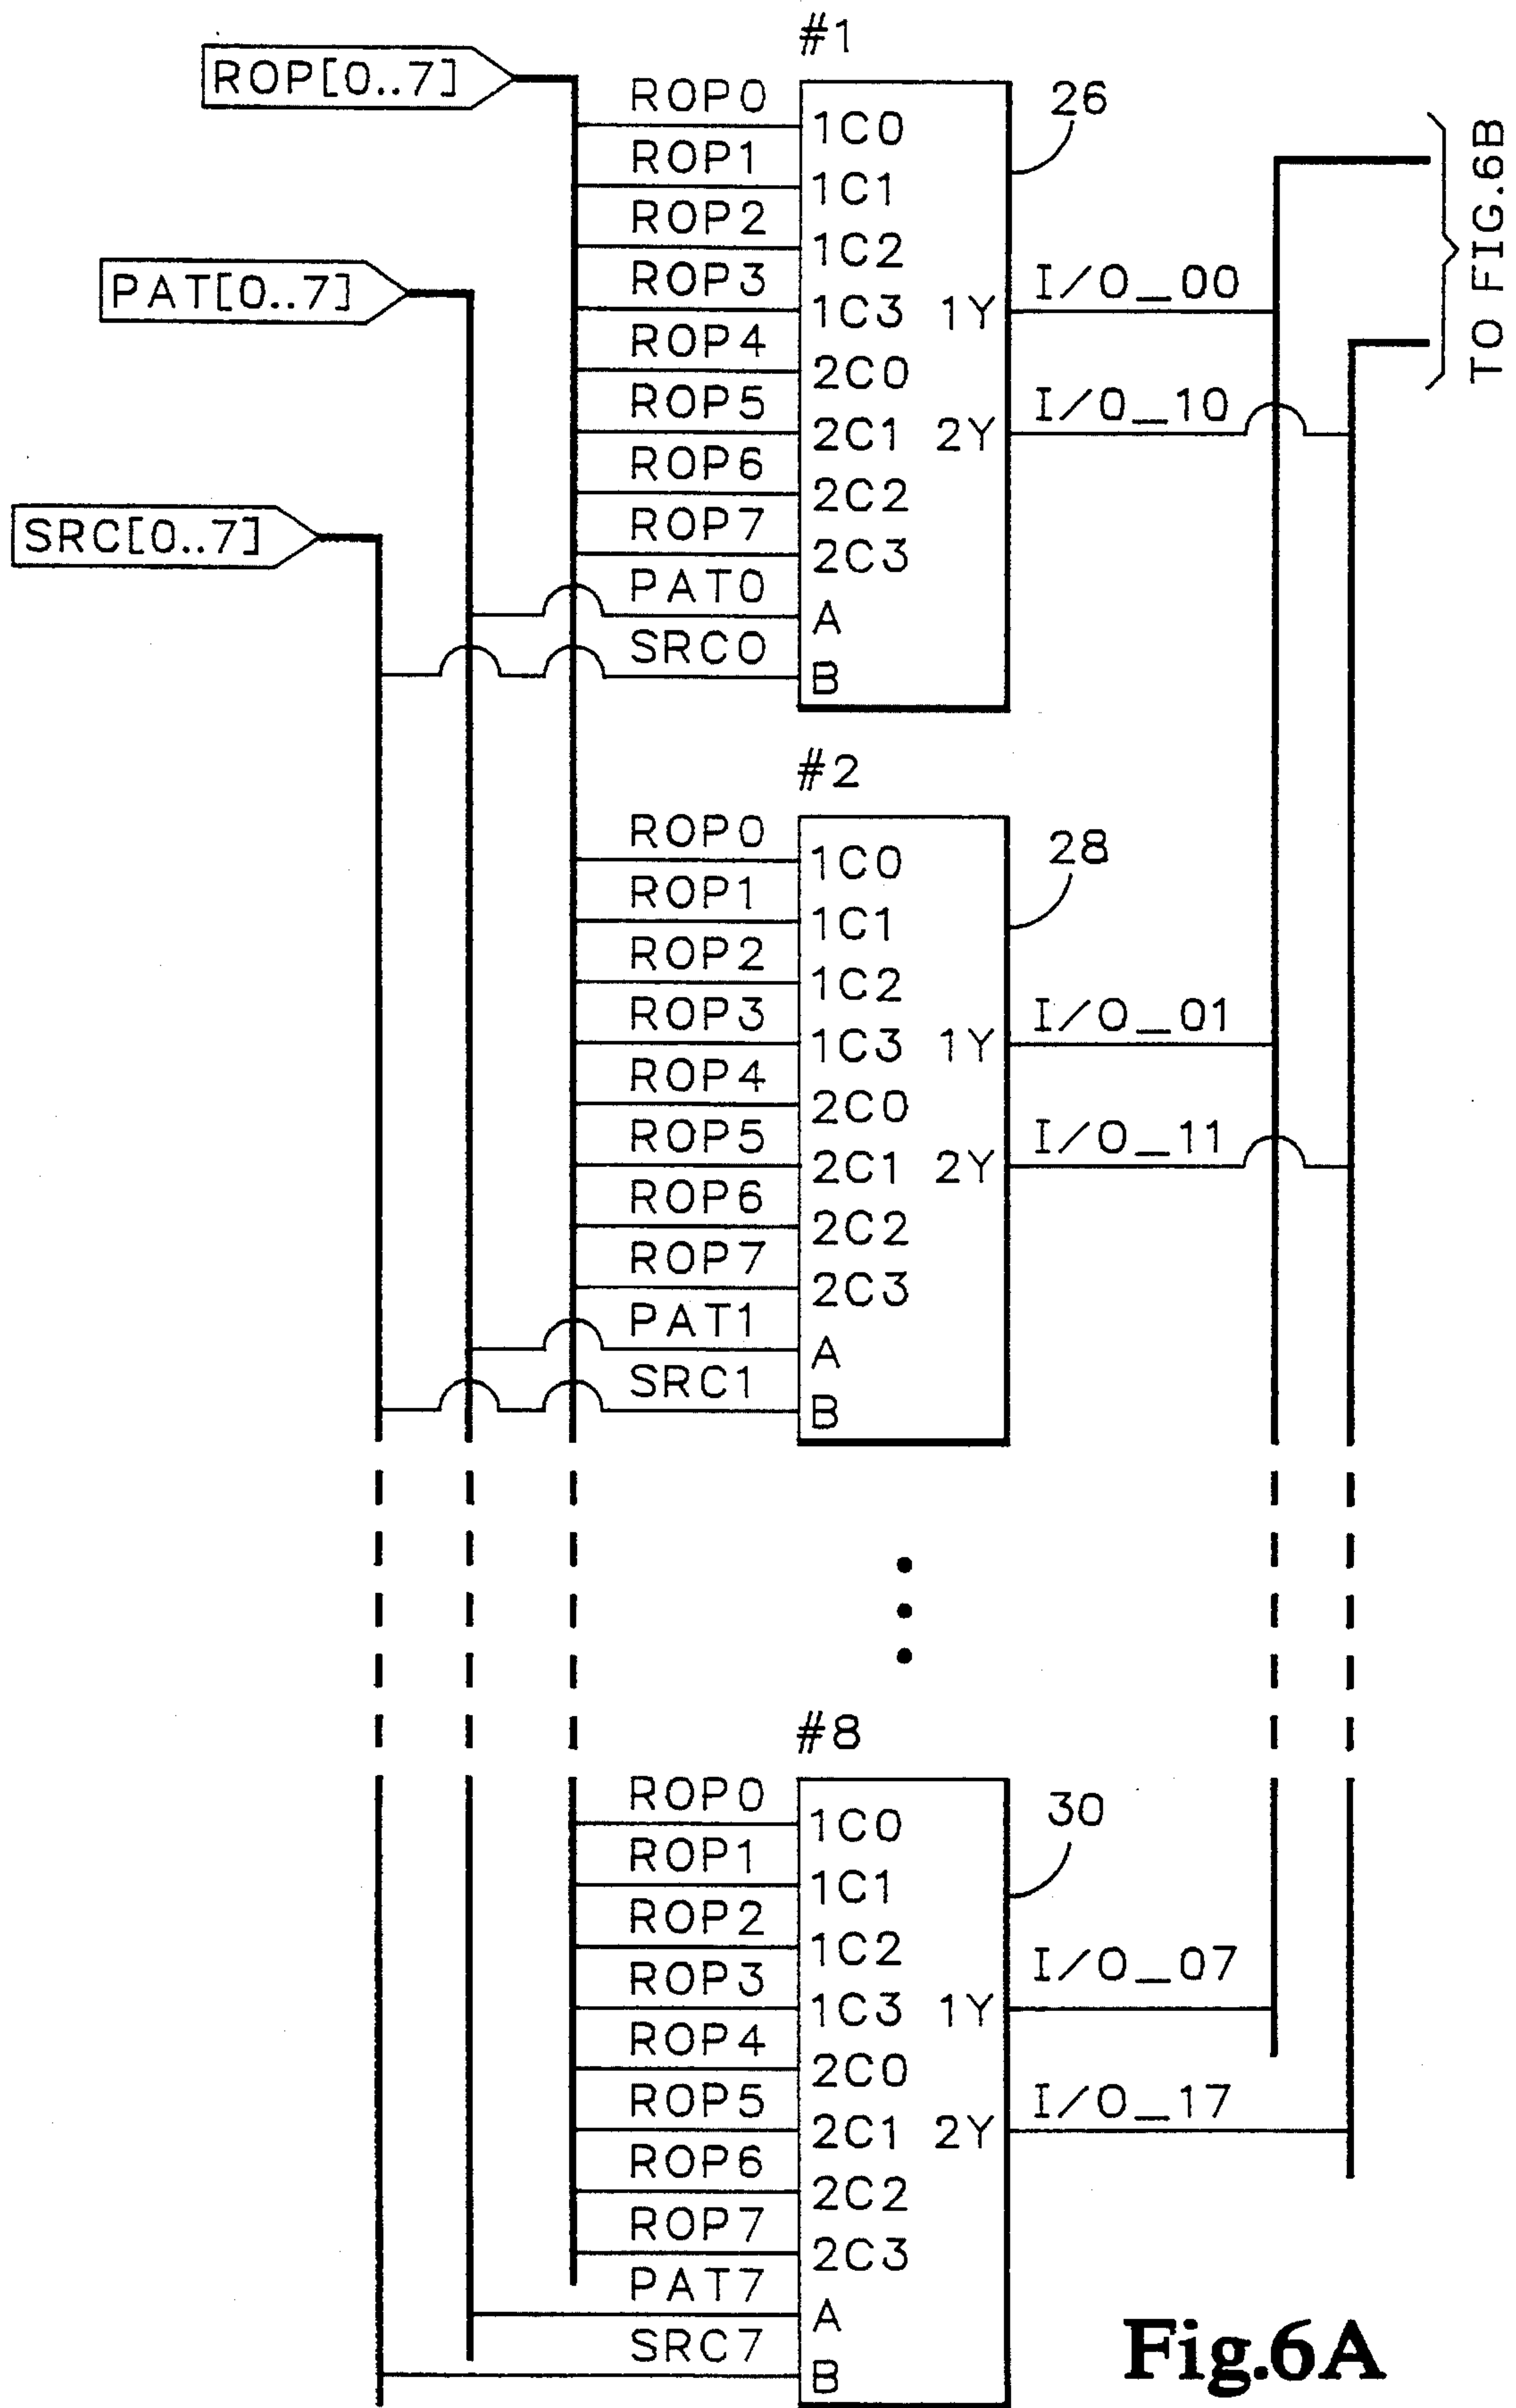 #1
ROP[0..7]
ROP0
1C0
26
ROP1
1C1
ROP2
1C2
PAT[0..7]
ROP3
1C3
1Y
I/O_00
TO FIG.6B
ROP4
2C0
ROP5
2C1
2Y
I/O_10
ROP6
2C2
SRC[0..7]
ROP7
2C3
PAT0
A
SRC0
B
#2
ROP0
1C0
28
ROP1
1C1
ROP2
1C2
ROP3
1C3
1Y
I/O_01
ROP4
2C0
ROP5
2C1
2Y
I/O_11
ROP6
2C2
ROP7
2C3
PAT1
A
SRC1
B
#8
ROP0
1C0
30
ROP1
1C1
ROP2
1C2
ROP3
1C3
1Y
I/O_07
ROP4
2C0
ROP5
2C1
2Y
I/O_17
ROP6
2C2
ROP7
2C3
PAT7
A
SRC7
B
Fig.6A